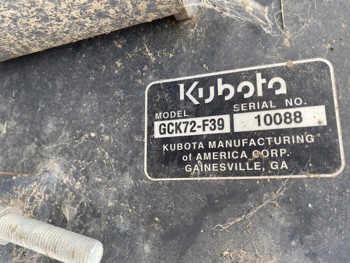 Kubota
MODEL SERIAL NO.
GCK72-F39 10088
KUBOTA MANUFACTURING
of AMERICA CORP.
GAINESVILLE, GA